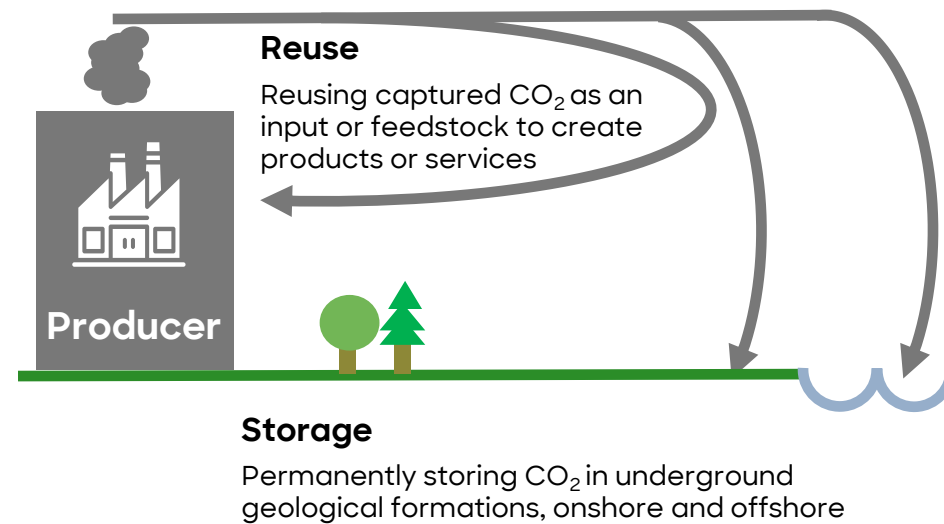 Reuse
Reusing captured CO₂ as an
input or feedstock to create
products or services
Producer
Storage
Permanently storing CO₂ in underground
geological formations, onshore and offshore